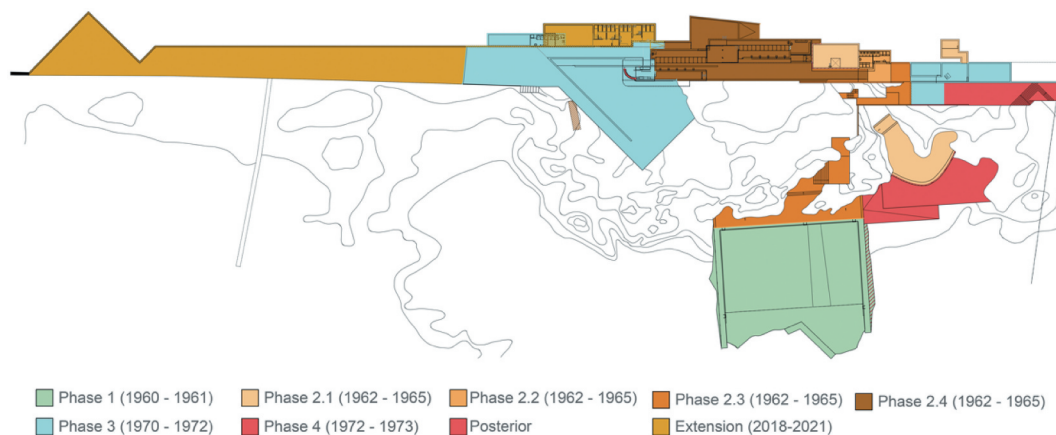 Phase 1 (1960 - 1961) Phase 2.1 (1962 - 1965) Phase 2.2 (1962 - 1965) Phase 2.3 (1962 - 1965) Phase 2.4 (1962 - 1965)
Phase 3 (1970 - 1972) Phase 4 (1972 - 1973) Posterior Extension (2018-2021)